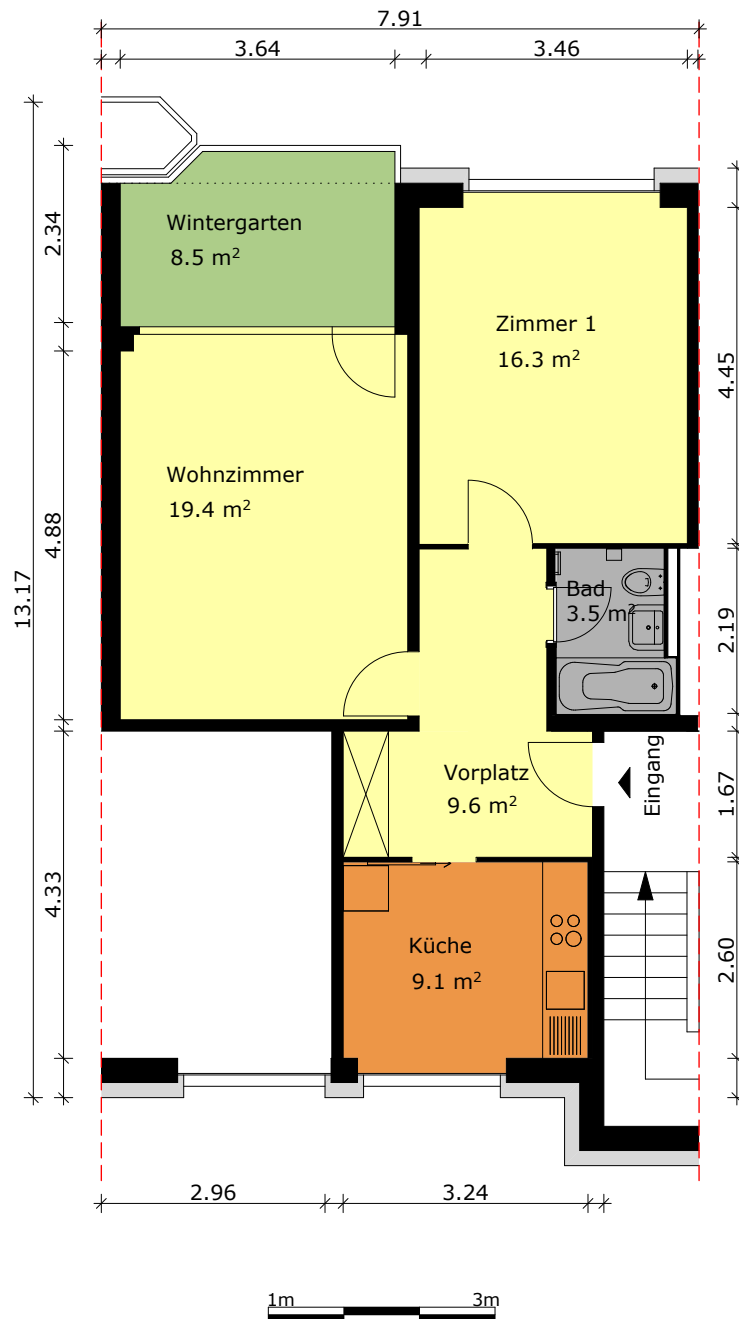 7.91
3.64 3.46
Wintergarten
8.5 m²
2.34
Zimmer 1
16.3 m²
4.45
Wohnzimmer
19.4 m²
4.88
13.17
Bad
3.5 m²
2.19
Vorplatz
9.6 m²
Eingang
1.67
4.33
Küche
9.1 m²
2.60
2.96 3.24
1m 3m